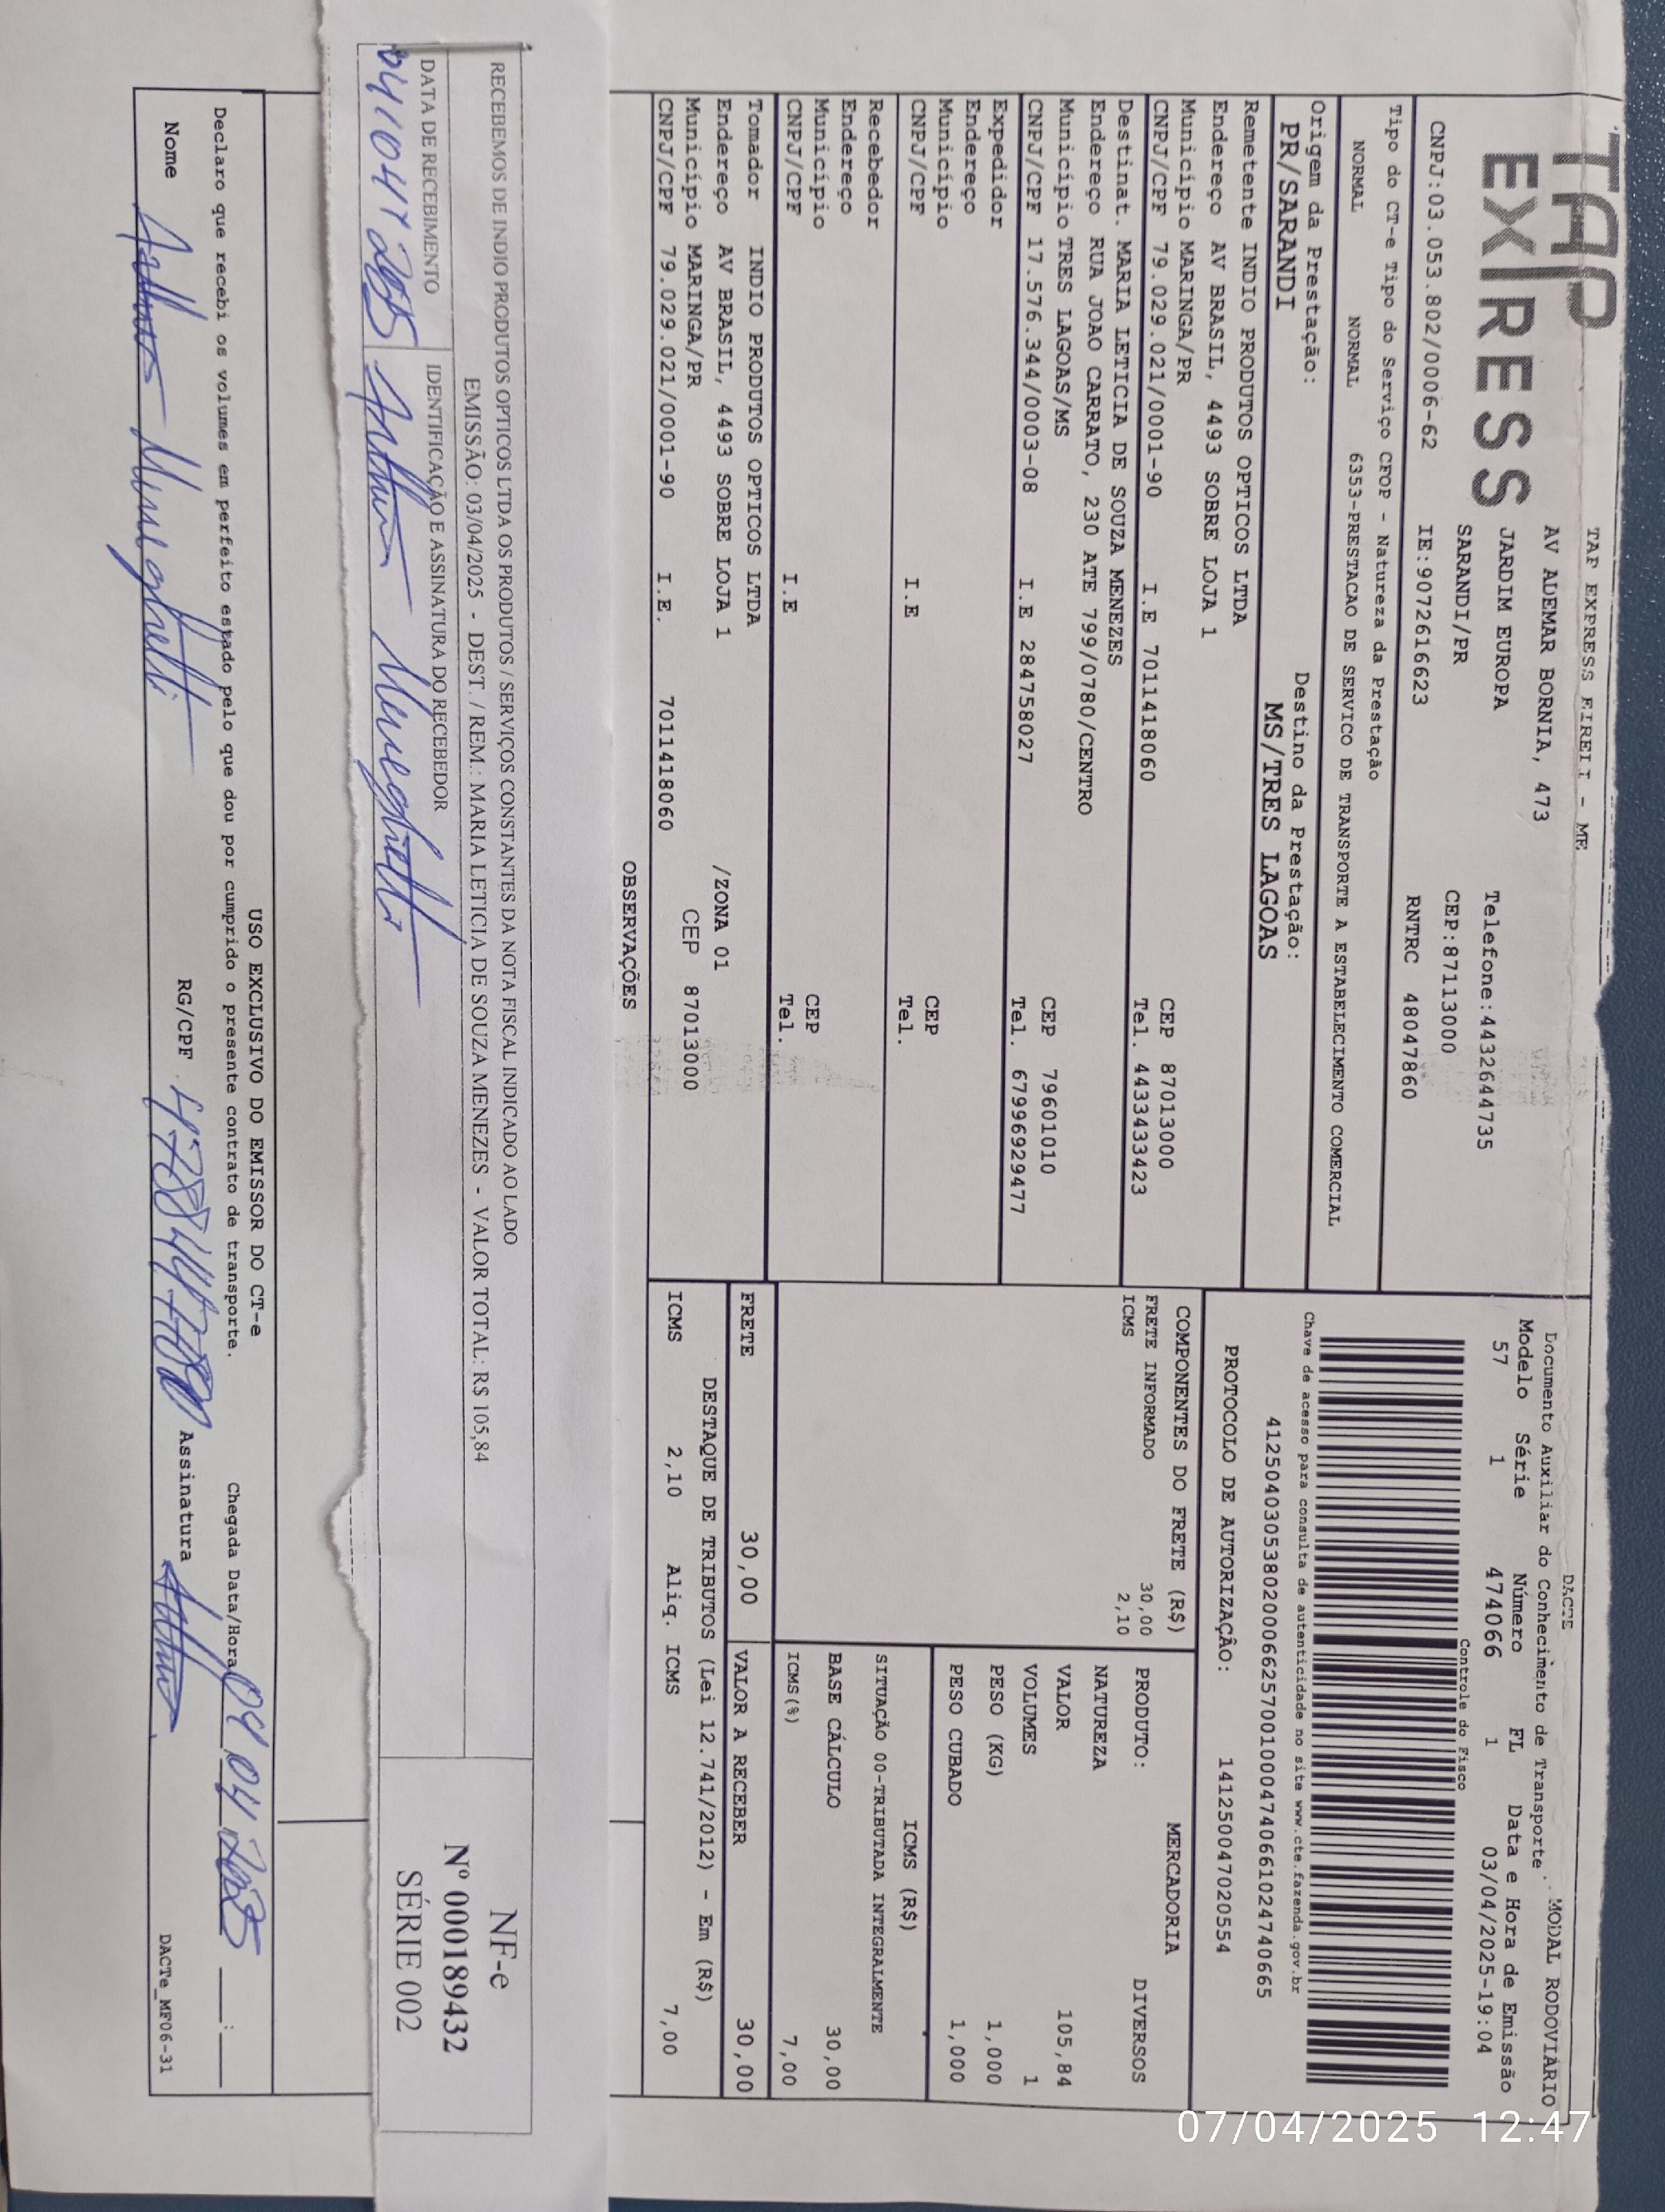 TAP
EXPRESS
TAP EXPRESS EIRELI - ME
AV ADEMAR BORNIA, 473
JARDIM EUROPA Telefone:4432644735
SARANDI/PR CEP:87113000
CNPJ:03.053.802/0006-62 IE:9072616623 RNTRC 48047860
Tipo do CT-e Tipo do Serviço CFOP - Natureza da Prestação
NORMAL NORMAL 6353-PRESTACAO DE SERVICO DE TRANSPORTE A ESTABELECIMENTO COMERCIAL
Origem da Prestação: Destino da Prestação:
PR/SARANDI MS/TRES LAGOAS
DACTE
Documento Auxiliar do Conhecimento de Transporte MODAL RODOVIÁRIO
Modelo Série Número FL Data e Hora de Emissão
57 1 474066 1 03/04/2025-19:04
Controle do Fisco
Chave de acesso para consulta de autenticidade no site www.cte.fazenda.gov.br
41250403053802000662570010004740661024740665
PROTOCOLO DE AUTORIZAÇÃO: 141250047020554
Remetente INDIO PRODUTOS OPTICOS LTDA
Endereço AV BRASIL, 4493 SOBRE LOJA 1
Município MARINGA/PR CEP 87013000
CNPJ/CPF 79.029.021/0001-90 I.E 7011418060 Tel. 443343​3423
Destinat. MARIA LETICIA DE SOUZA MENEZES
Endereço RUA JOAO CARRATO, 230 ATE 799/0780/CENTRO
Município TRES LAGOAS/MS CEP 79601010
CNPJ/CPF 17.576.344/0003-08 I.E 284758027 Tel. 67996929477
Expedidor
Endereço
Município CEP
CNPJ/CPF I.E Tel.
Recebedor
Endereço
Município CEP
CNPJ/CPF I.E Tel.
Tomador INDIO PRODUTOS OPTICOS LTDA
Endereço AV BRASIL, 4493 SOBRE LOJA 1 /ZONA 01
Município MARINGA/PR CEP 87013000
CNPJ/CPF 79.029.021/0001-90 I.E. 7011418060
COMPONENTES DO FRETE (R$)
FRETE INFORMADO 30,00
ICMS 2,10
MERCADORIA
PRODUTO: DIVERSOS
NATUREZA
VALOR 105,84
VOLUMES 1
PESO (KG) 1,000
PESO CUBADO 1,000
ICMS (R$)
SITUAÇÃO 00-TRIBUTADA INTEGRALMENTE
BASE CÁLCULO 30,00
ICMS(%) 7,00
FRETE 30,00 VALOR A RECEBER 30,00
DESTAQUE DE TRIBUTOS (Lei 12.741/2012) - Em (R$)
ICMS 2,10 Aliq. ICMS 7,00
OBSERVAÇÕES
RECEBEMOS DE INDIO PRODUTOS OPTICOS LTDA OS PRODUTOS / SERVIÇOS CONSTANTES DA NOTA FISCAL INDICADO AO LADO
EMISSÃO: 03/04/2025 - DEST. / REM.: MARIA LETICIA DE SOUZA MENEZES - VALOR TOTAL: R$ 105,84
DATA DE RECEBIMENTO IDENTIFICAÇÃO E ASSINATURA DO RECEBEDOR
04/04/2025
NF-e
Nº 000189432
SÉRIE 002
USO EXCLUSIVO DO EMISSOR DO CT-e
Declaro que recebi os volumes em perfeito estado pelo que dou por cumprido o presente contrato de transporte. Chegada Data/Hora 04 04 2025
Nome RG/CPF Assinatura
DACTe_MF06-31
07/04/2025 12:47